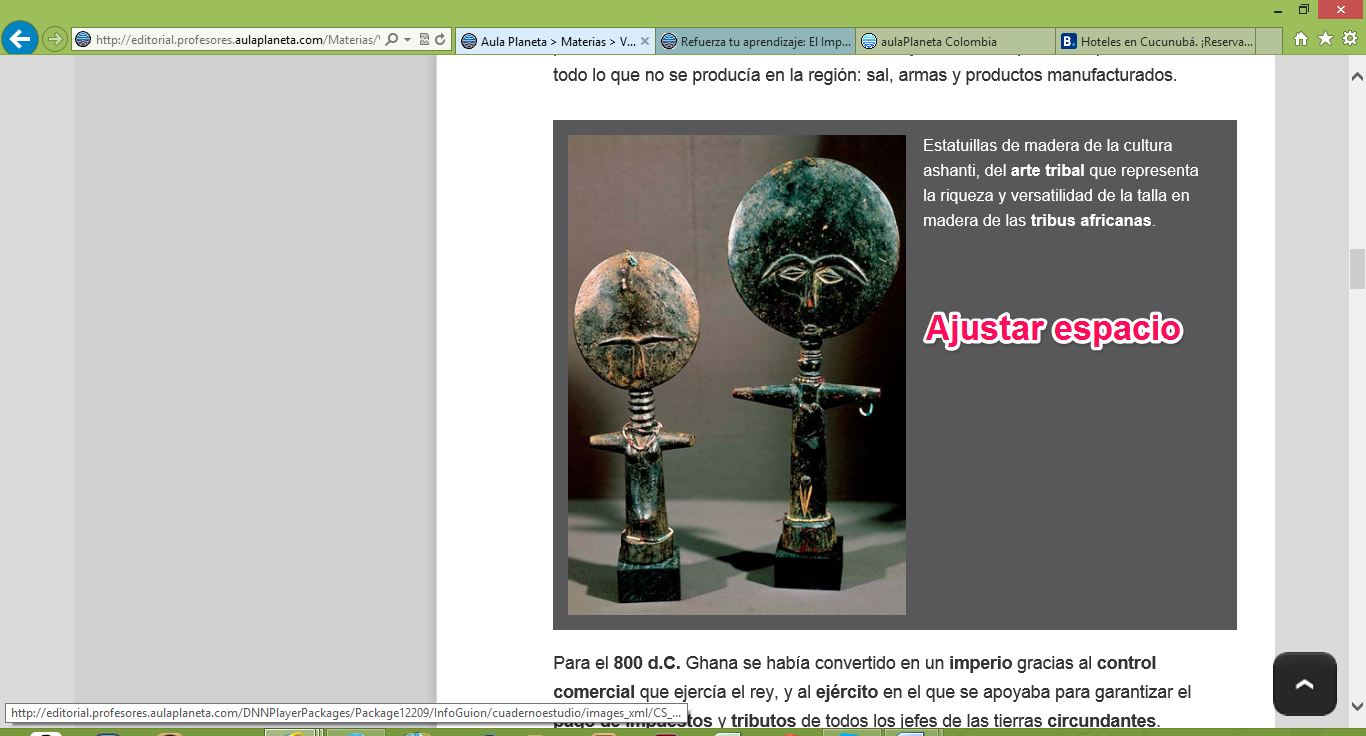 http://editorial.profesores.aulaplaneta.com/Materias/
Aula Planeta > Materias > V...
Refuerza tu aprendizaje: El Imp...
aulaPlaneta Colombia
B.
Hoteles en Cucunubá. ¡Reserva...
todo lo que no se producía en la región: sal, armas y productos manufacturados.
Estatuillas de madera de la cultura
ashanti, del arte tribal que representa
la riqueza y versatilidad de la talla en
madera de las tribus africanas.
Ajustar espacio
Para el 800 d.C. Ghana se había convertido en un imperio gracias al control
comercial que ejercía el rey, y al ejército en el que se apoyaba para garantizar el
pago de impuestos y tributos de todos los jefes de las tierras circundantes.
http://editorial.profesores.aulaplaneta.com/DNNPlayerPackages/Package12209/InfoGuion/cuadernoestudio/images_xml/CS_...